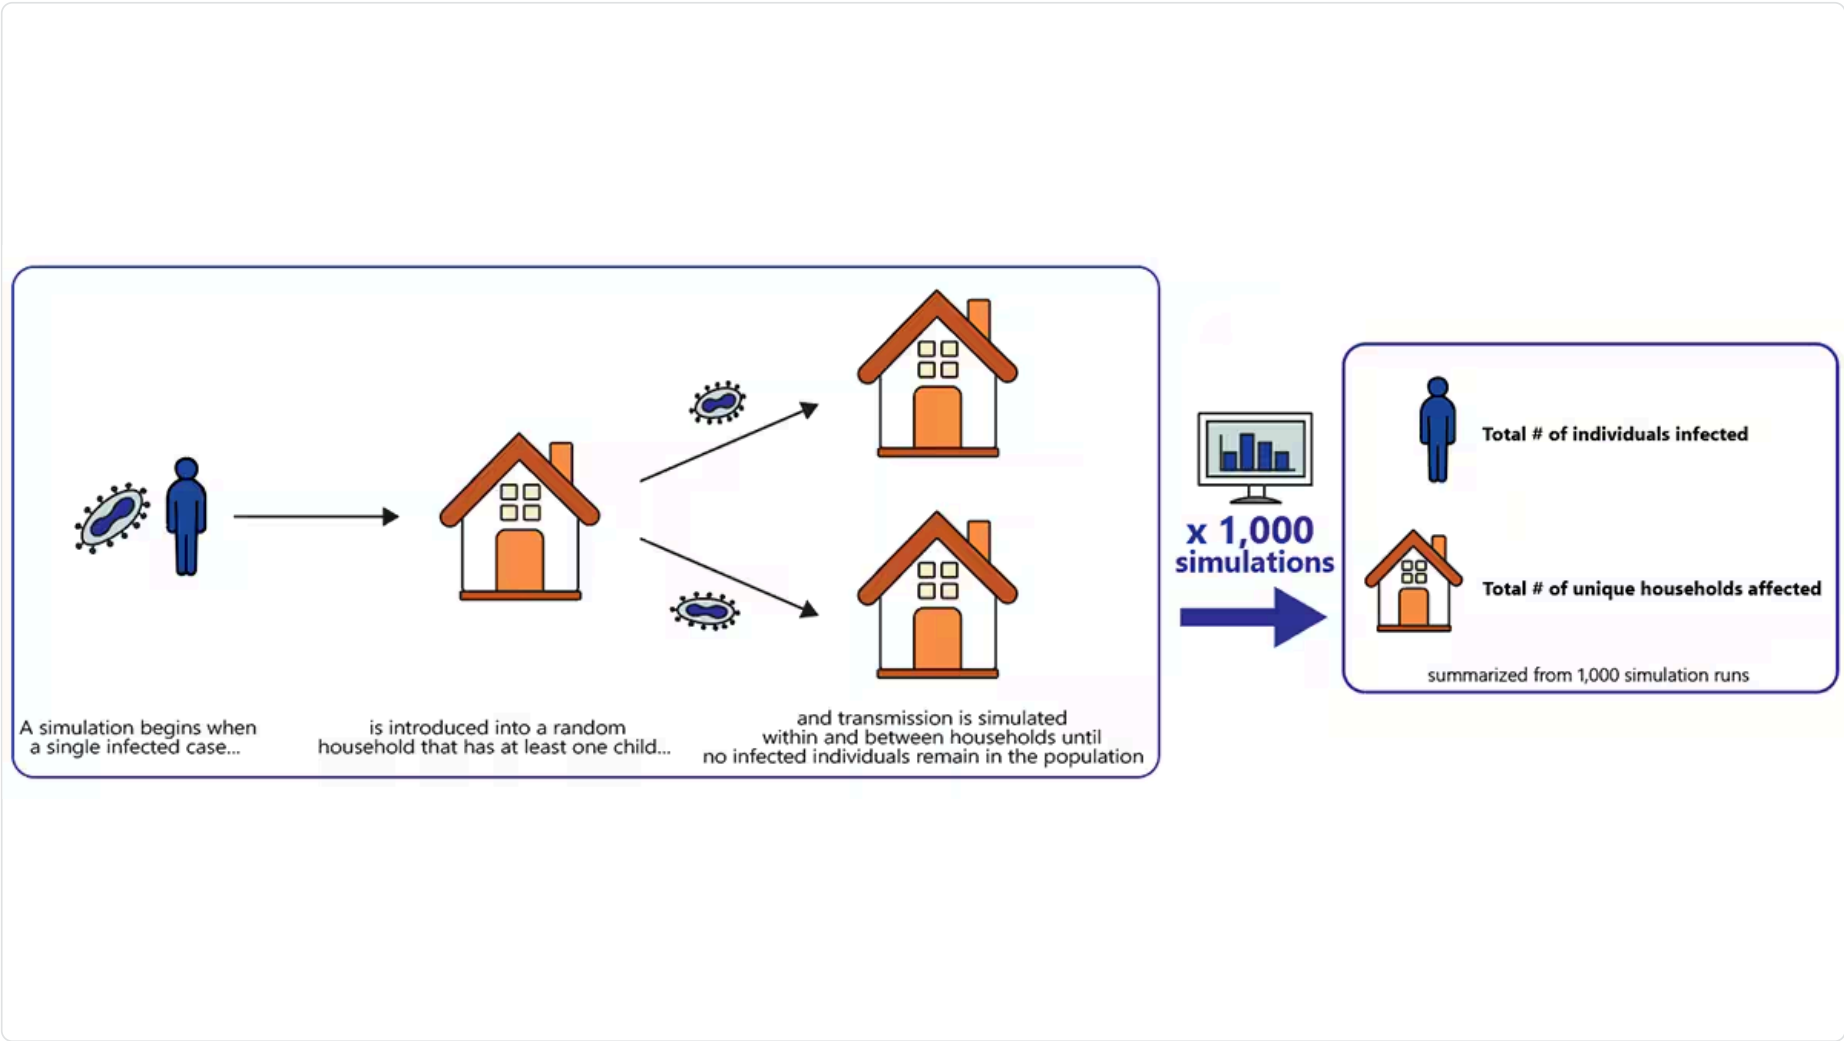 A simulation begins when
a single infected case...
is introduced into a random
household that has at least one child...
and transmission is simulated
within and between households until
no infected individuals remain in the population
x 1,000
simulations
Total # of individuals infected
Total # of unique households affected
summarized from 1,000 simulation runs